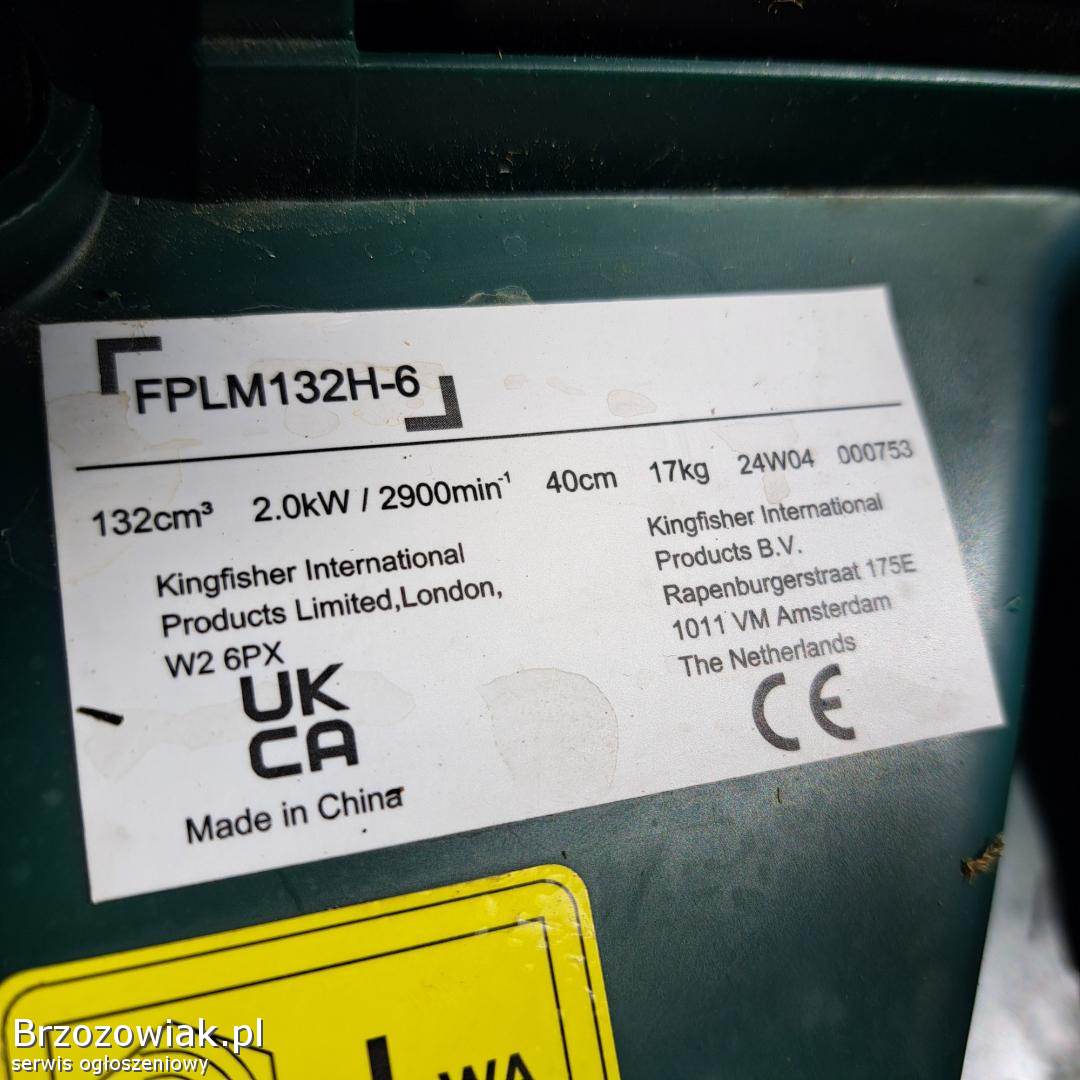 FPLM132H-6
132cm³ 2.0kW / 2900min⁻¹ 40cm 17kg 24W04 000753
Kingfisher International
Products Limited,London,
W2 6PX
UK
CA
Made in China
Kingfisher International
Products B.V.
Rapenburgerstraat 175E
1011 VM Amsterdam
The Netherlands
CE
WA
Brzozowiak.pl
serwis ogłoszeniowy